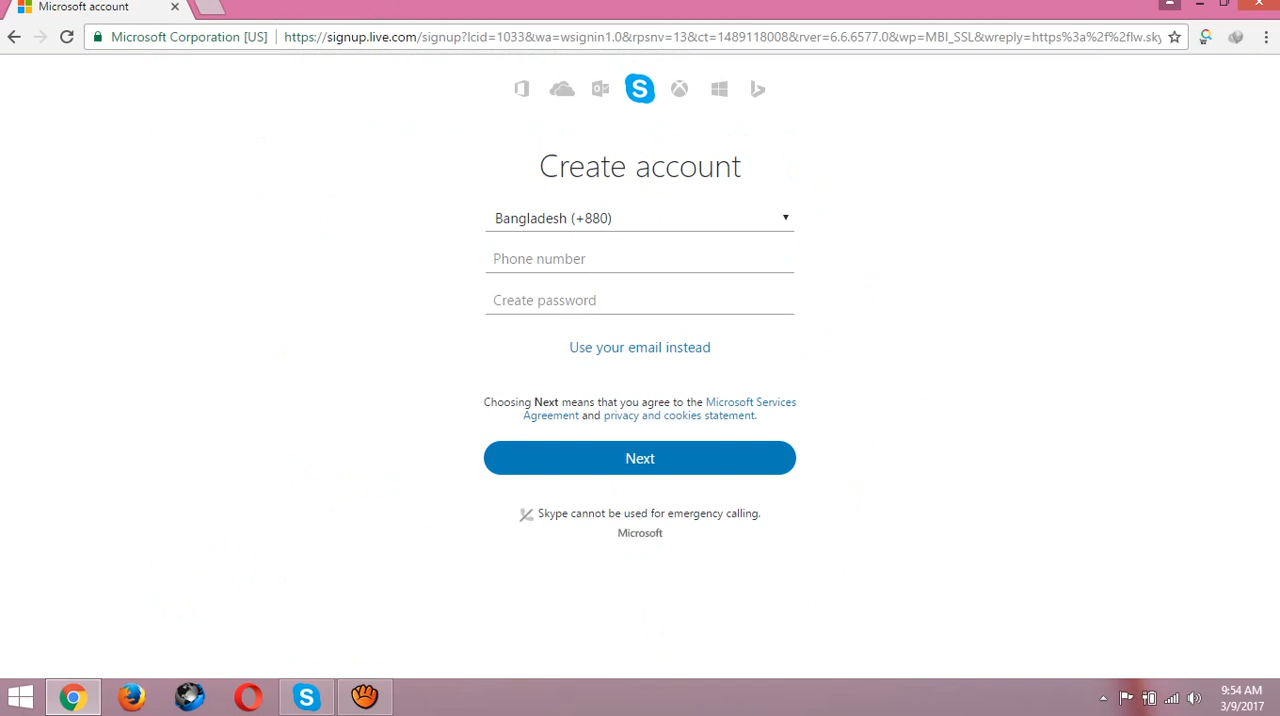 Microsoft account
Microsoft Corporation [US]
https://signup.live.com/signup?lcid=1033&wa=wsignin1.0&rpsnv=13&ct=1489118008&rver=6.6.6577.0&wp=MBI_SSL&wreply=https%3a%2f%2flw.sky
Create account
Bangladesh (+880)
Phone number
Create password
Use your email instead
Choosing Next means that you agree to the Microsoft Services
Agreement and privacy and cookies statement.
Next
Skype cannot be used for emergency calling.
Microsoft
9:54 AM
3/9/2017